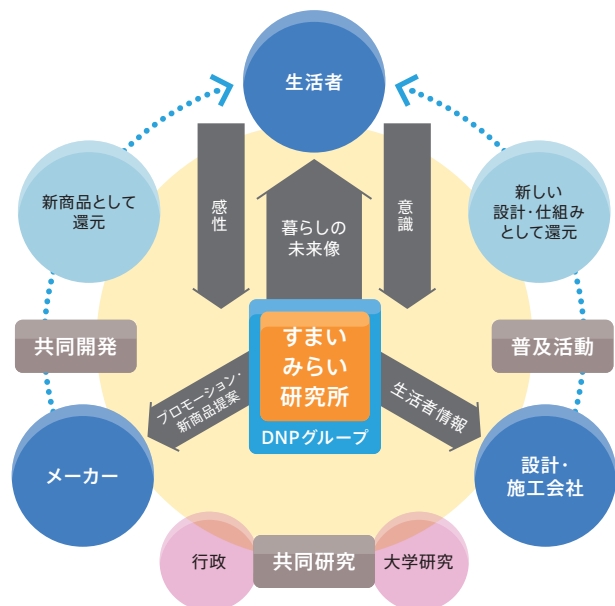 生活者
新商品として
還元
感性
暮らしの
未来像
意識
新しい
設計・仕組み
として還元
共同開発
すまい
みらい
研究所
DNPグループ
普及活動
プロモーション・
新商品提案
生活者情報
メーカー
設計・
施工会社
行政
共同研究
大学研究